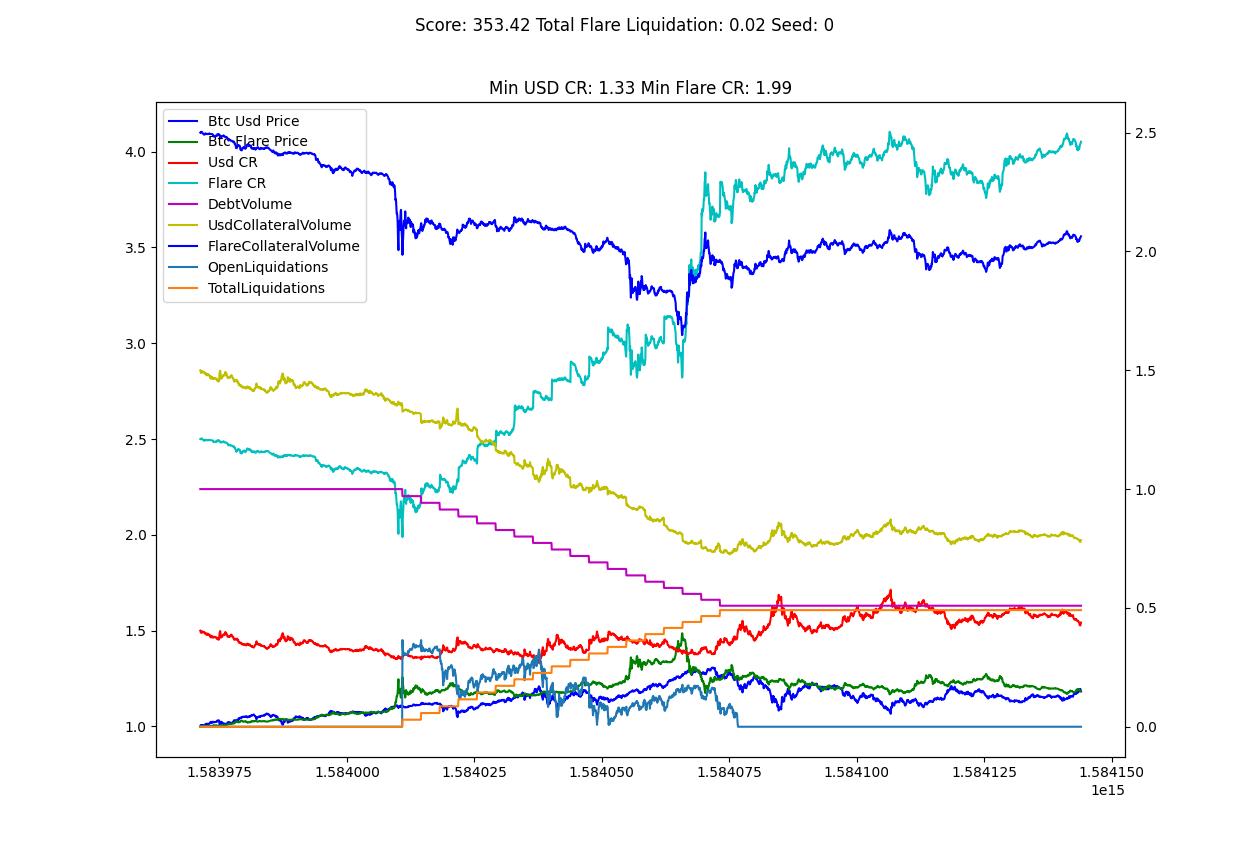 Score: 353.42 Total Flare Liquidation: 0.02 Seed: 0
Min USD CR: 1.33 Min Flare CR: 1.99
Btc Usd Price
Btc Flare Price
Usd CR
Flare CR
DebtVolume
UsdCollateralVolume
FlareCollateralVolume
OpenLiquidations
TotalLiquidations
4.0
3.5
3.0
2.5
2.0
1.5
1.0
2.5
2.0
1.5
1.0
0.5
0.0
1.583975 1.584000 1.584025 1.584050 1.584075 1.584100 1.584125 1.584150
1e15